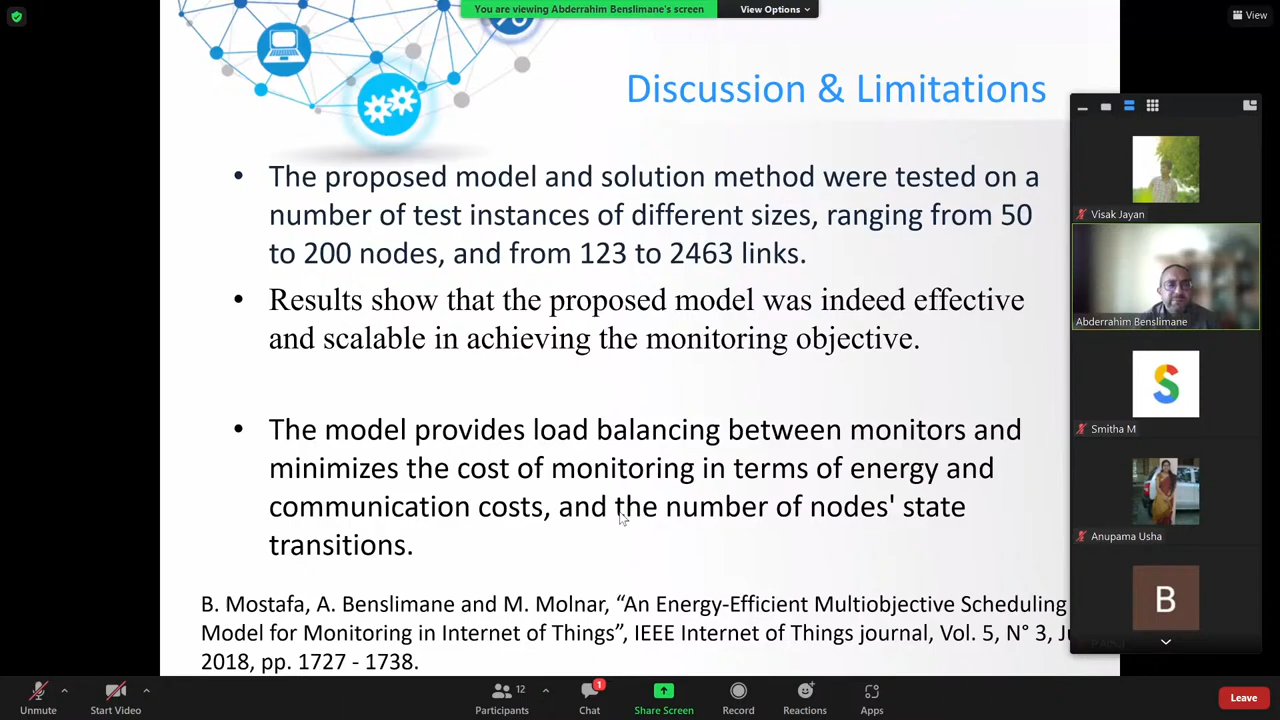 You are viewing Abderrahim Benslimane's screen
View Options
View
Discussion & Limitations
• The proposed model and solution method were tested on a
number of test instances of different sizes, ranging from 50
to 200 nodes, and from 123 to 2463 links.
• Results show that the proposed model was indeed effective
and scalable in achieving the monitoring objective.
• The model provides load balancing between monitors and
minimizes the cost of monitoring in terms of energy and
communication costs, and the number of nodes' state
transitions.
B. Mostafa, A. Benslimane and M. Molnar, “An Energy-Efficient Multiobjective Scheduling
Model for Monitoring in Internet of Things”, IEEE Internet of Things journal, Vol. 5, N° 3,
2018, pp. 1727 - 1738.
Visak Jayan
Abderrahim Benslimane
S
Smitha M
Anupama Usha
B
Unmute
Start Video
12
Participants
1
Chat
Share Screen
Record
Reactions
Apps
Leave